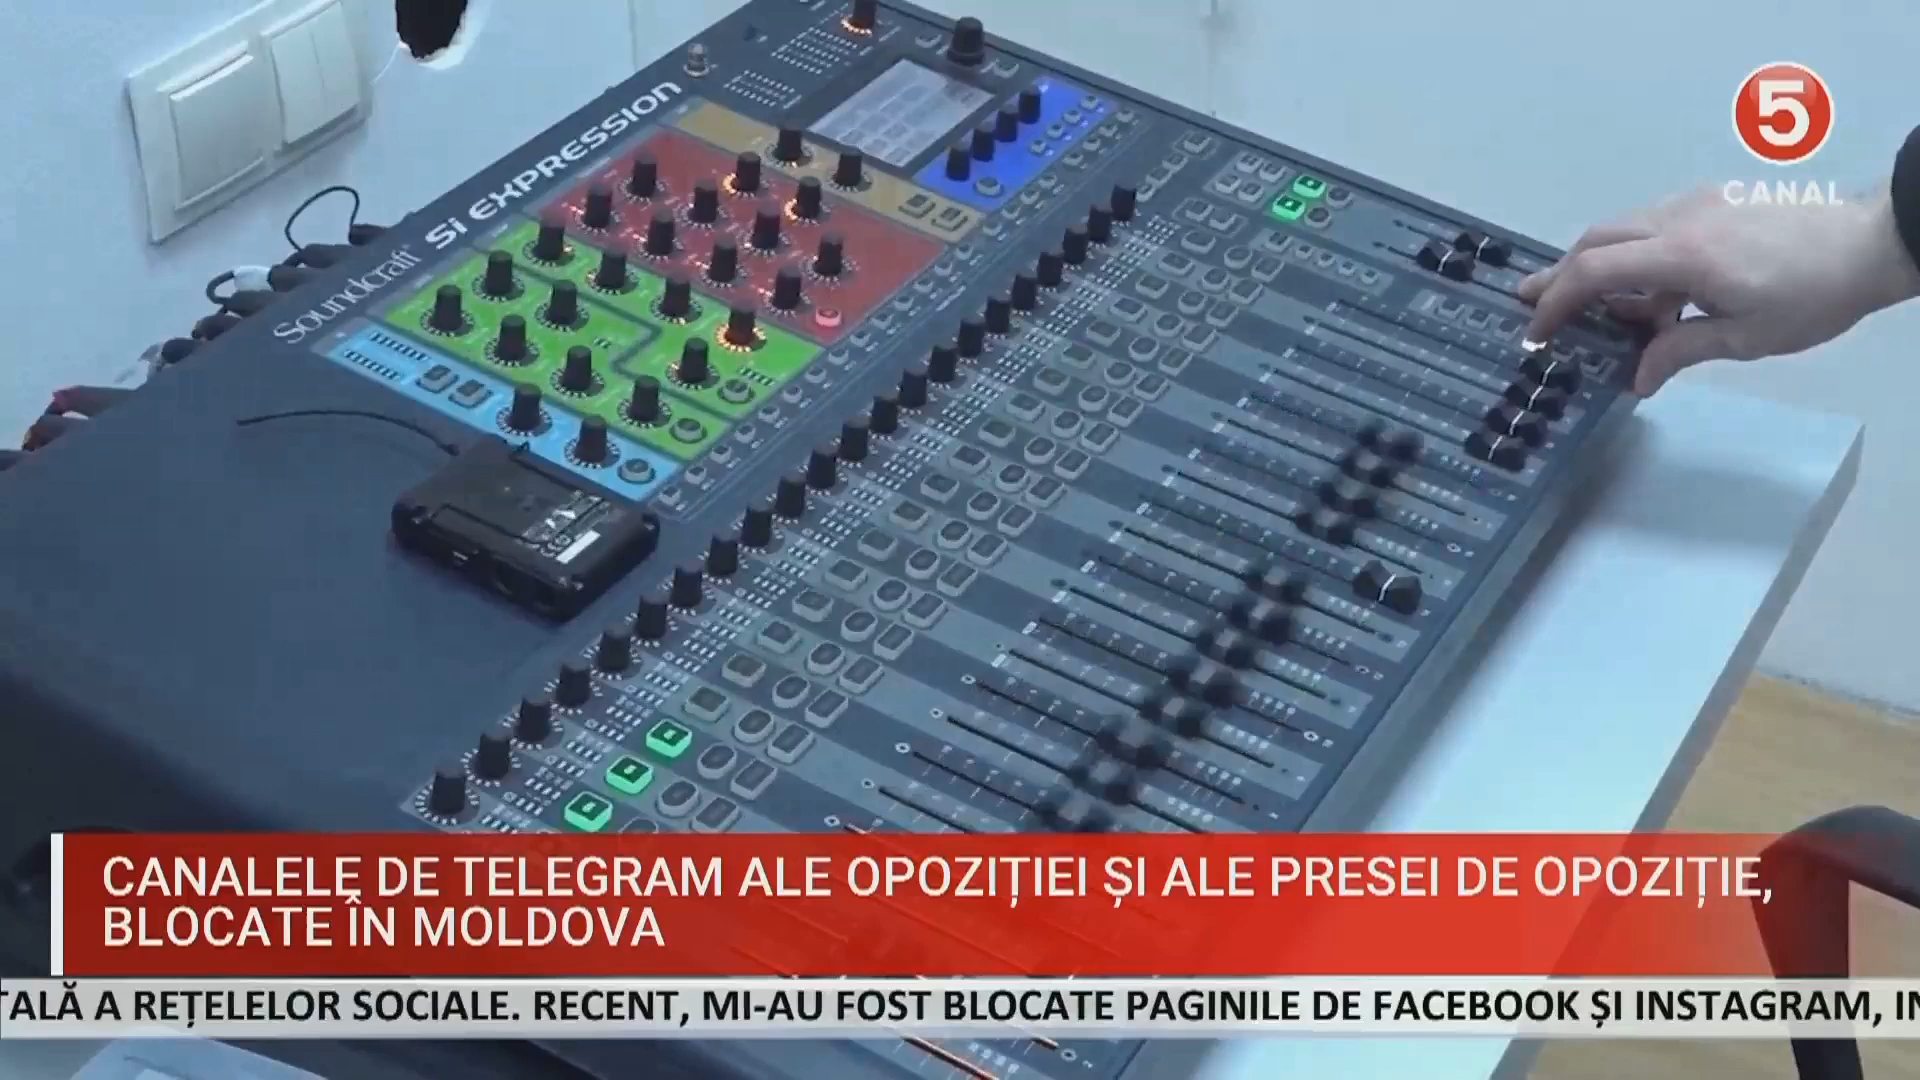 5
CANAL
Soundcraft Si EXPRESSION
CANALELE DE TELEGRAM ALE OPOZIȚIEI ȘI ALE PRESEI DE OPOZIȚIE,
BLOCATE ÎN MOLDOVA
TALĂ A REȚELELOR SOCIALE. RECENT, MI-AU FOST BLOCATE PAGINILE DE FACEBOOK ȘI INSTAGRAM,